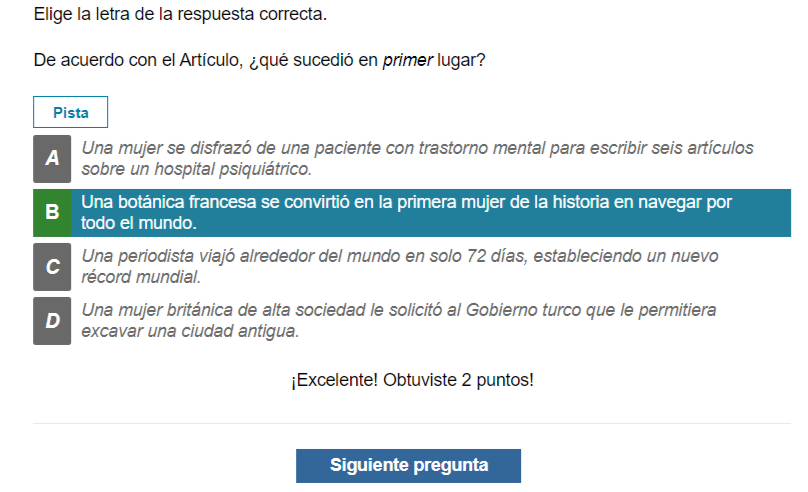 Elige la letra de la respuesta correcta.
De acuerdo con el Artículo, ¿qué sucedió en primer lugar?
Pista
A
Una mujer se disfrazó de una paciente con trastorno mental para escribir seis artículos
sobre un hospital psiquiátrico.
B
Una botánica francesa se convirtió en la primera mujer de la historia en navegar por
todo el mundo.
C
Una periodista viajó alrededor del mundo en solo 72 días, estableciendo un nuevo
récord mundial.
D
Una mujer británica de alta sociedad le solicitó al Gobierno turco que le permitiera
excavar una ciudad antigua.
¡Excelente! Obtuviste 2 puntos!
Siguiente pregunta